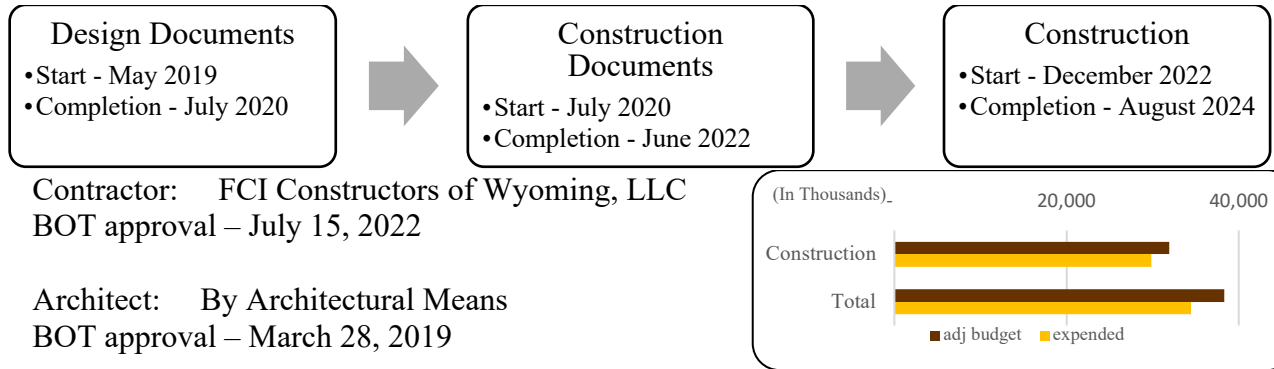 Design Documents
•Start - May 2019
•Completion - July 2020
Construction
Documents
•Start - July 2020
•Completion - June 2022
Construction
•Start - December 2022
•Completion - August 2024
Contractor: FCI Constructors of Wyoming, LLC
BOT approval – July 15, 2022
Architect: By Architectural Means
BOT approval – March 28, 2019
(In Thousands)
- 20,000 40,000
Construction
Total
adj budget expended